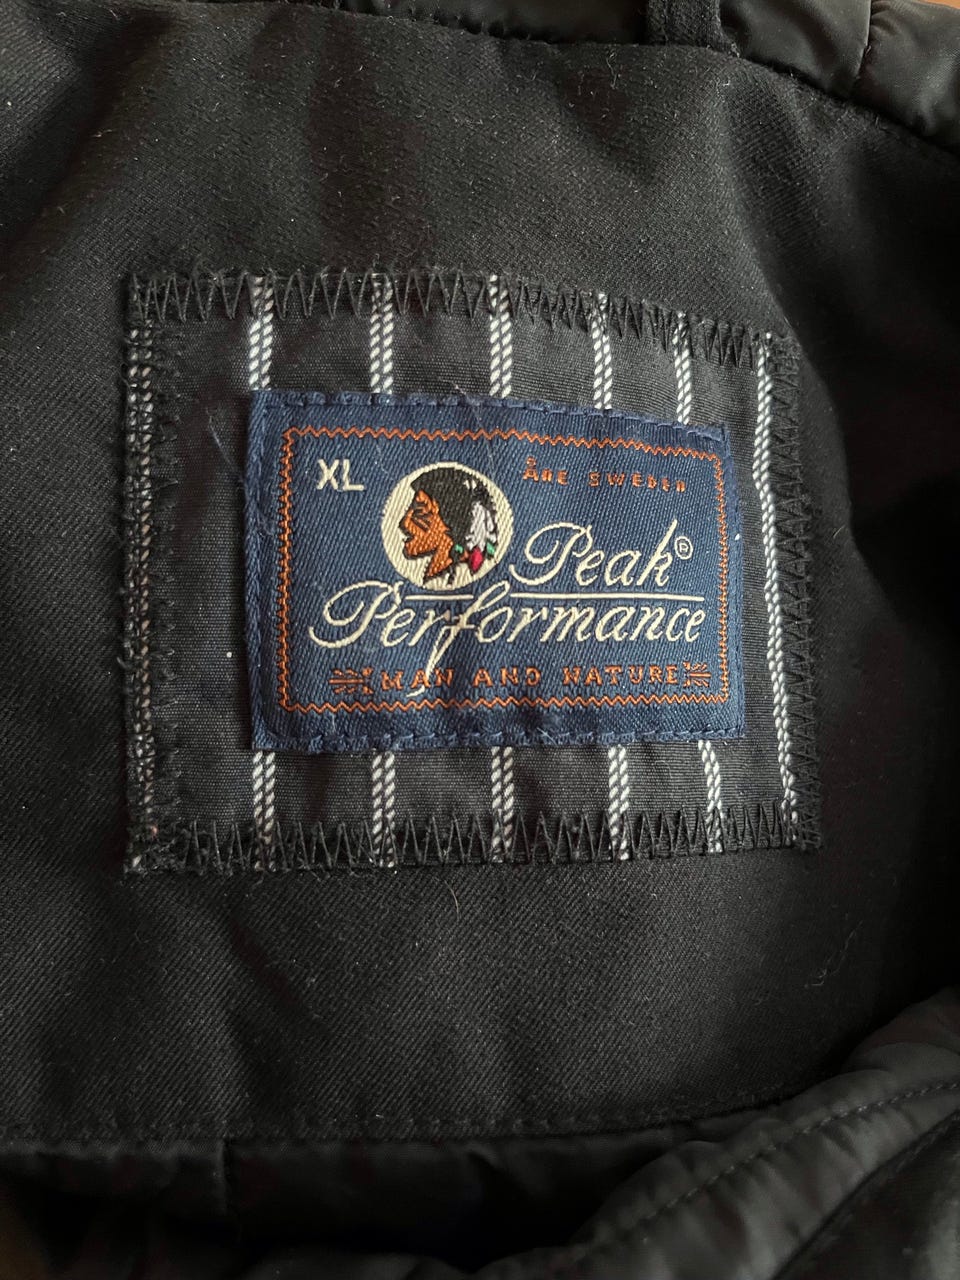 XL
ÅRE SWEDEN
Peak®
Performance
MAN AND NATURE